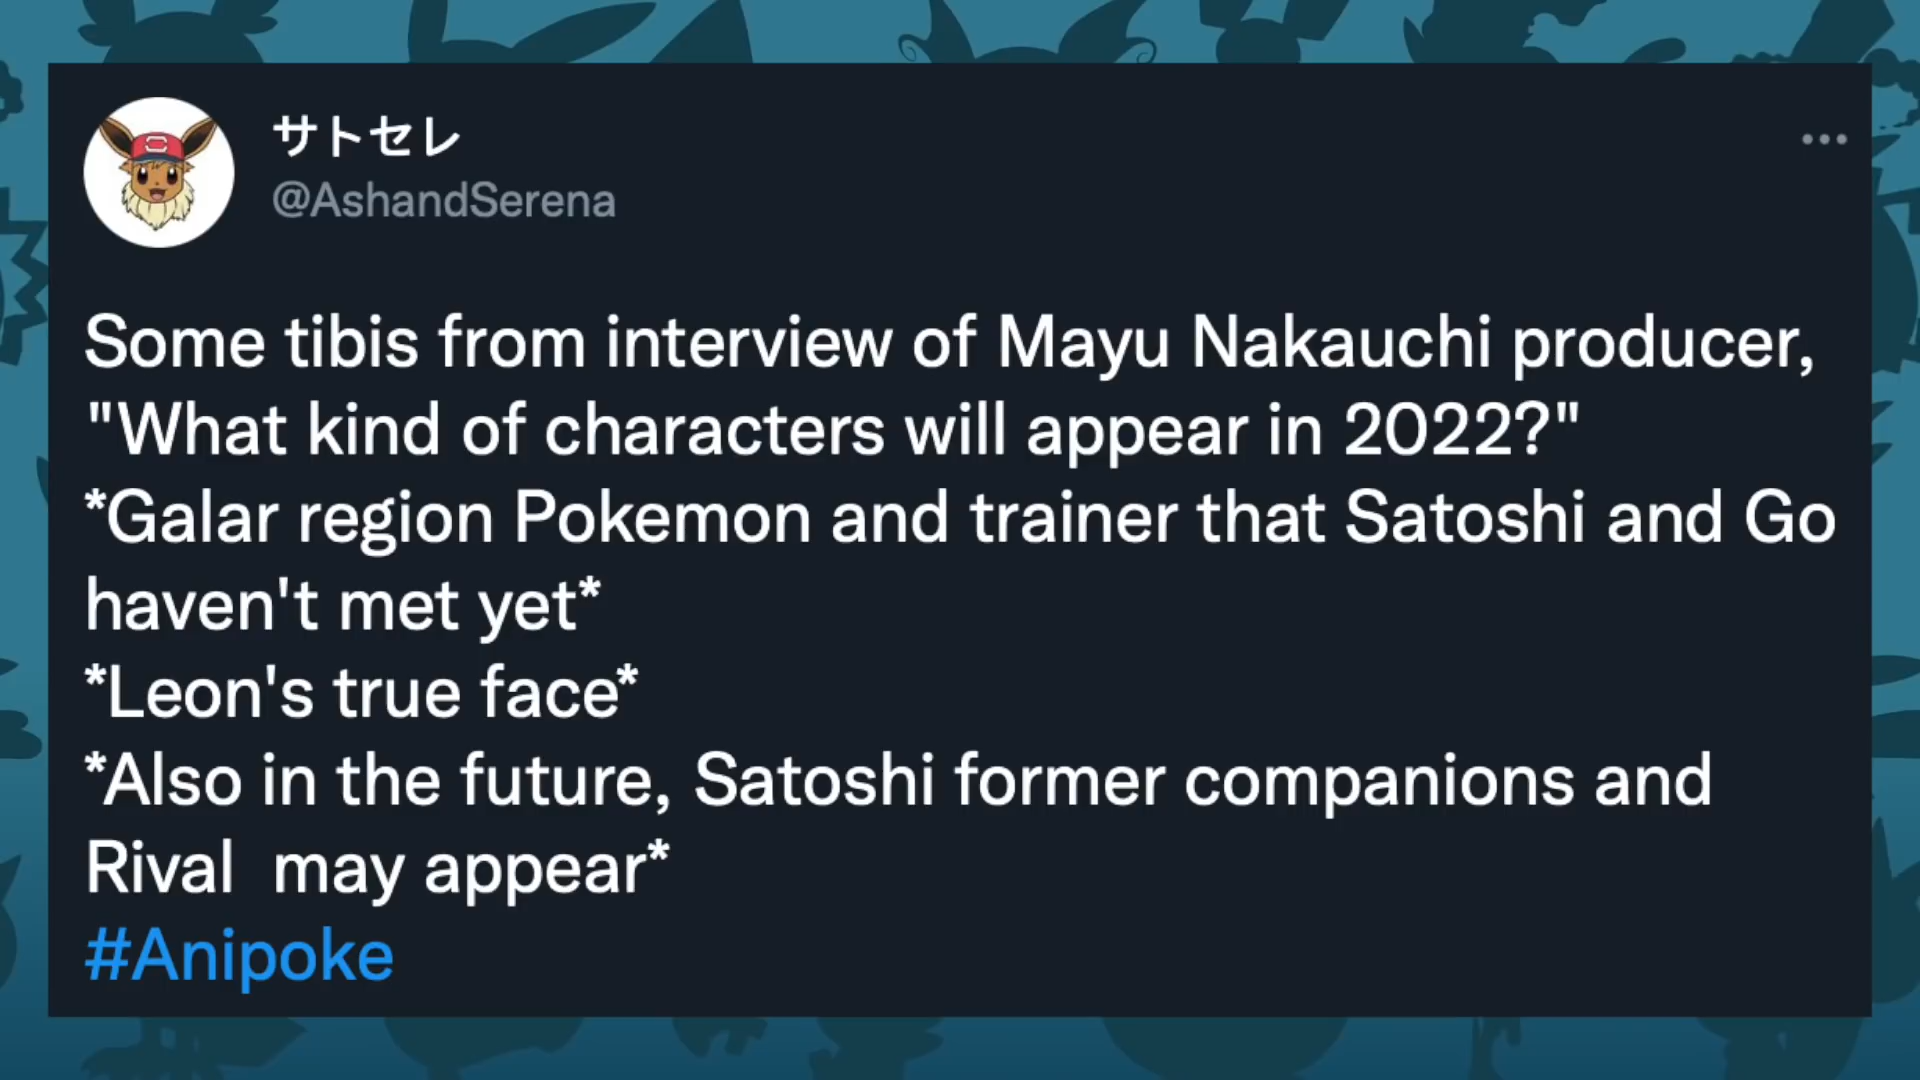 サトセレ
@AshandSerena
Some tibis from interview of Mayu Nakauchi producer,
"What kind of characters will appear in 2022?"
*Galar region Pokemon and trainer that Satoshi and Go
haven't met yet*
*Leon's true face*
*Also in the future, Satoshi former companions and
Rival  may appear*
#Anipoke